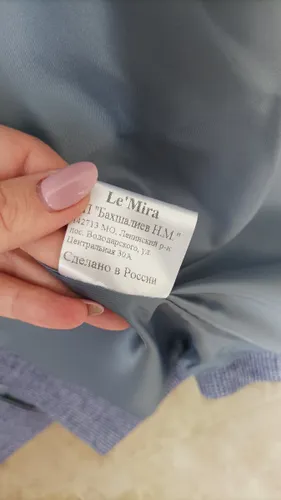 Le'Mira
ИП "Бахшалиев Н.М."
142713 МО, Ленинский р-н
пос. Володарского, ул
Центральная 30А
Сделано в России